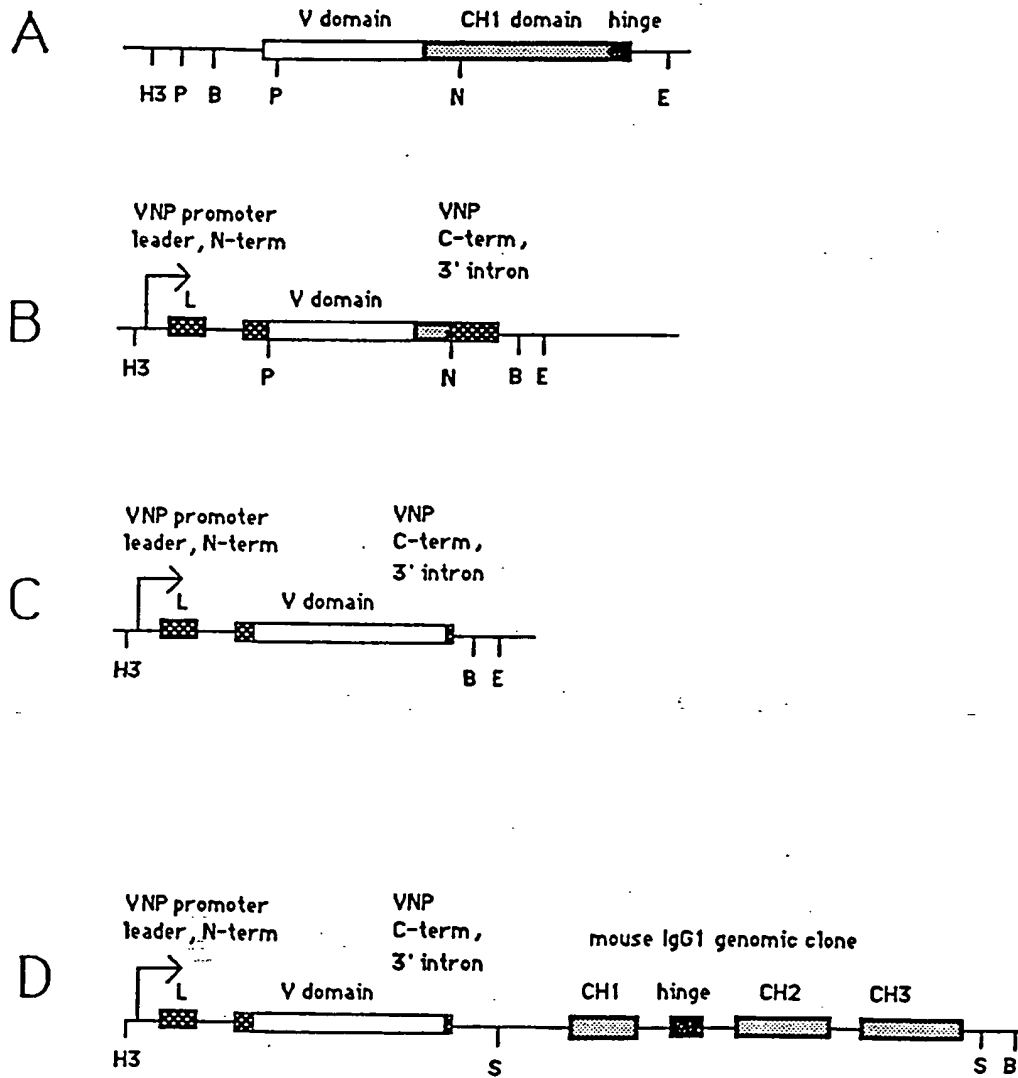 A
V domain CH1 domain hinge
H3 P B P N E
B
VNP promoter
leader, N-term
VNP
C-term,
3' intron
L
V domain
H3 P N B E
C
VNP promoter
leader, N-term
VNP
C-term,
3' intron
L
V domain
H3 B E
D
VNP promoter
leader, N-term
VNP
C-term,
3' intron
mouse IgG1 genomic clone
L
V domain
CH1 hinge CH2 CH3
H3 S S B